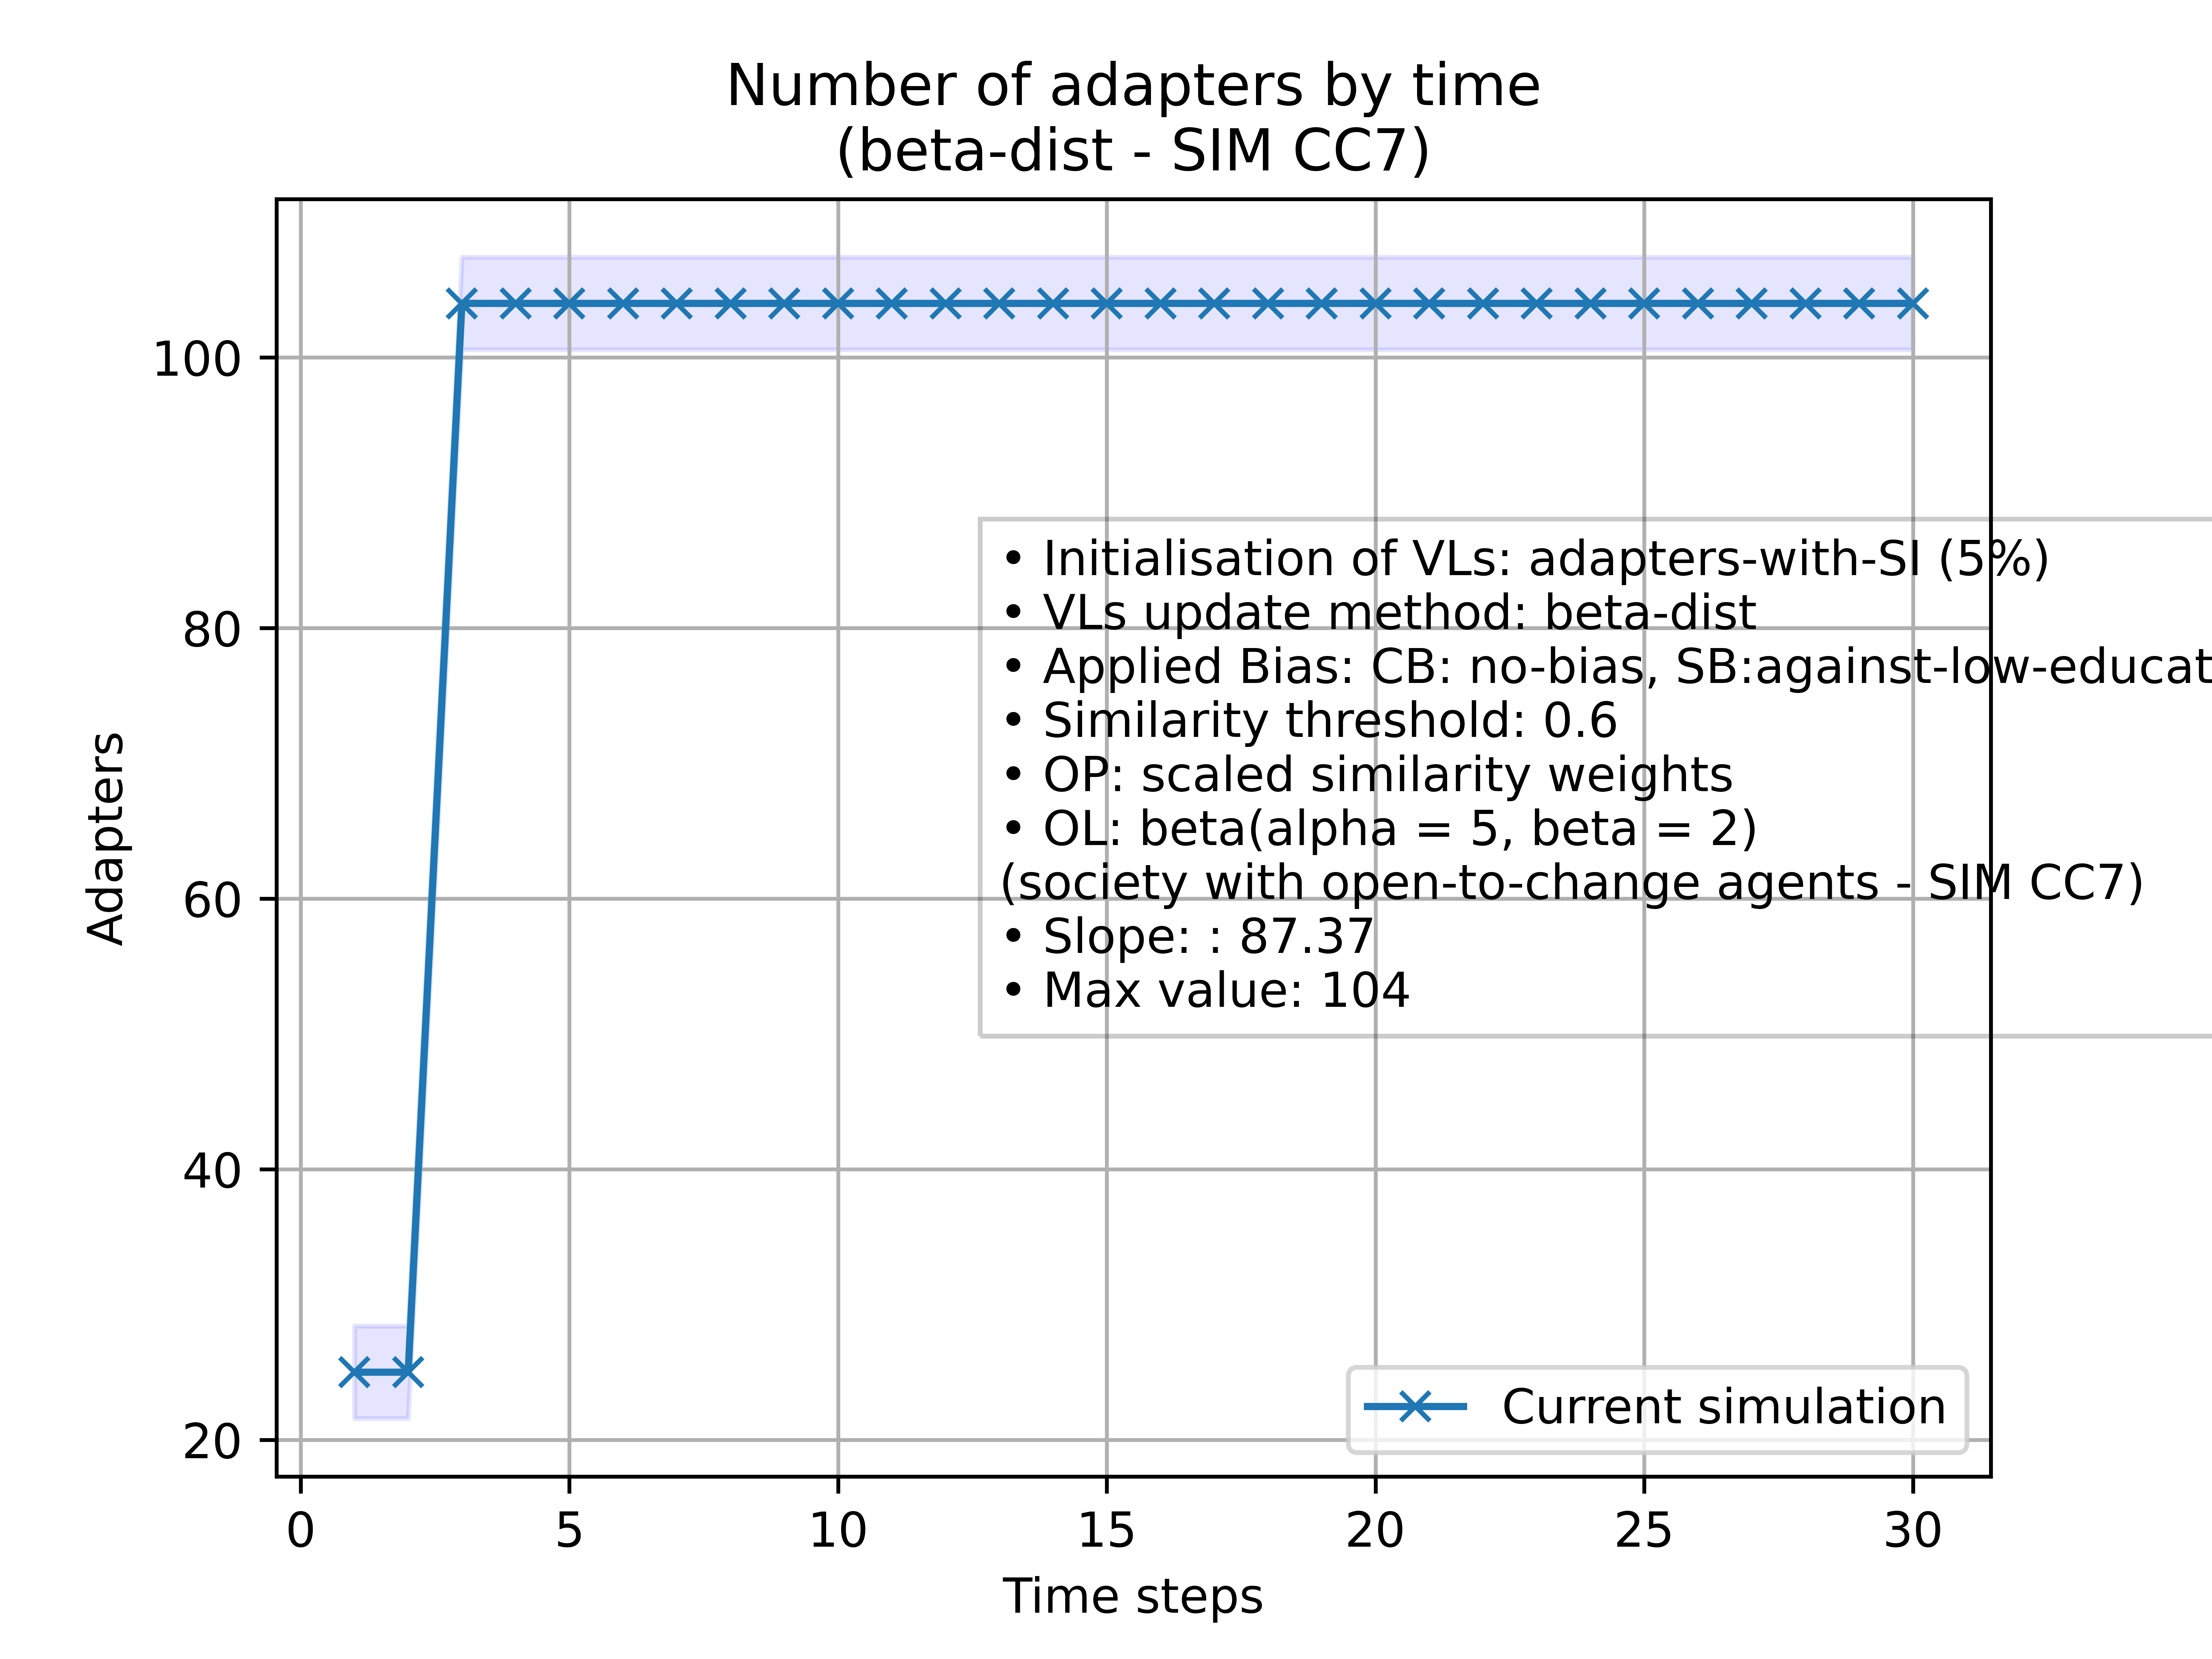 Number of adapters by time
(beta-dist - SIM CC7)
100
80
60
40
20
Adapters
• Initialisation of VLs: adapters-with-SI (5%)
• VLs update method: beta-dist
• Applied Bias: CB: no-bias, SB:against-low-educat
• Similarity threshold: 0.6
• OP: scaled similarity weights
• OL: beta(alpha = 5, beta = 2)
(society with open-to-change agents - SIM CC7)
• Slope: : 87.37
• Max value: 104
Current simulation
0 5 10 15 20 25 30
Time steps